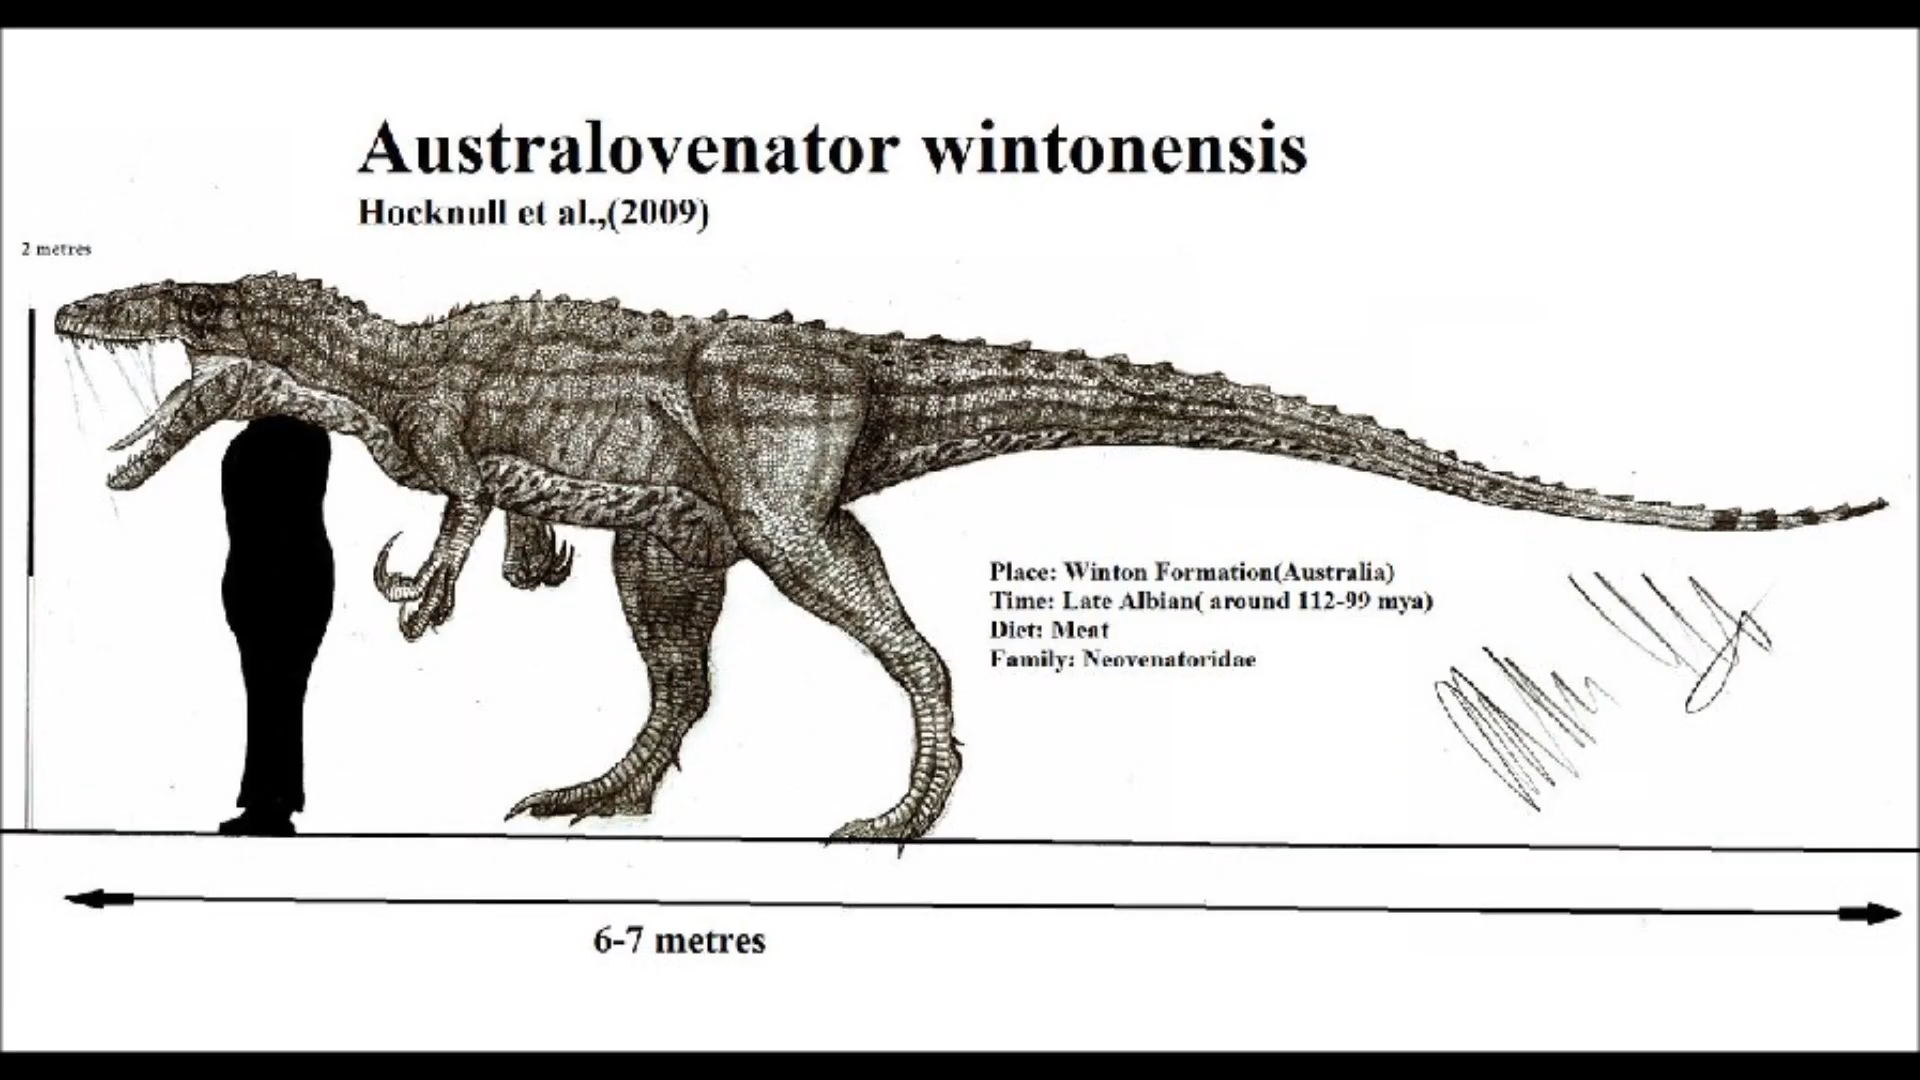 Australovenator wintonensis
Hocknull et al.,(2009)
2 metres
Place: Winton Formation(Australia)
Time: Late Albian( around 112-99 mya)
Diet: Meat
Family: Neovenatoridae
6-7 metres